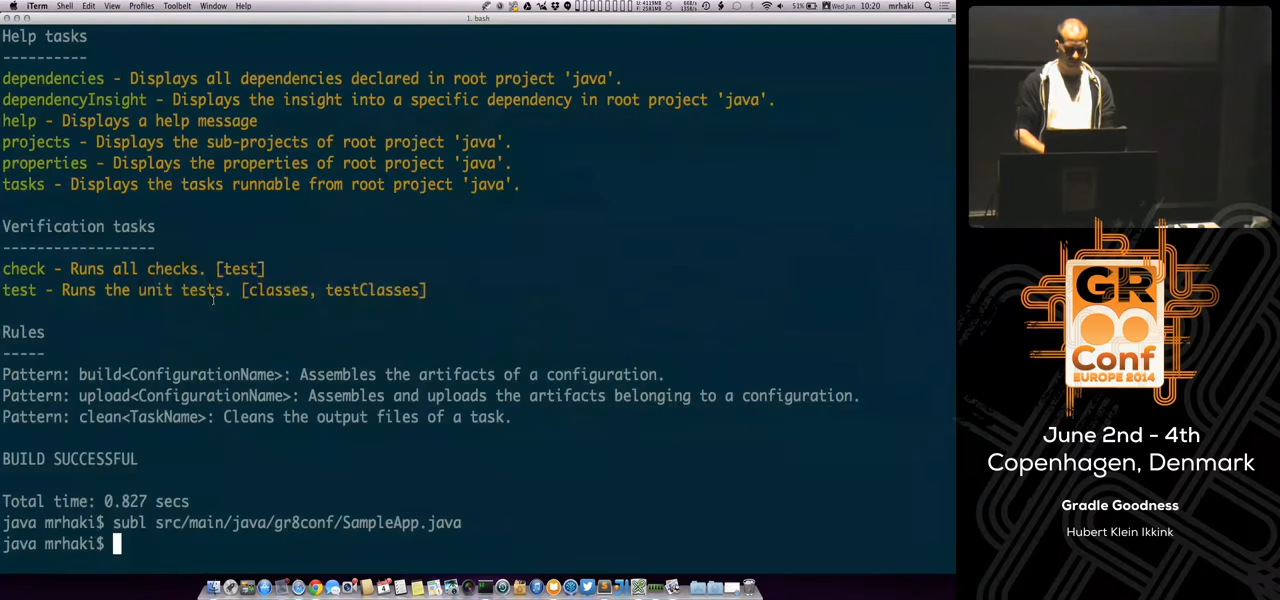 iTerm Shell Edit View Profiles Toolbelt Window Help
51% Wed Jun 10:20 mrhaki
1. bash
Help tasks
----------
dependencies - Displays all dependencies declared in root project 'java'.
dependencyInsight - Displays the insight into a specific dependency in root project 'java'.
help - Displays a help message
projects - Displays the sub-projects of root project 'java'.
properties - Displays the properties of root project 'java'.
tasks - Displays the tasks runnable from root project 'java'.
Verification tasks
------------------
check - Runs all checks. [test]
test - Runs the unit tests. [classes, testClasses]
Rules
-----
Pattern: build<ConfigurationName>: Assembles the artifacts of a configuration.
Pattern: upload<ConfigurationName>: Assembles and uploads the artifacts belonging to a configuration.
Pattern: clean<TaskName>: Cleans the output files of a task.
BUILD SUCCESSFUL
Total time: 0.827 secs
java mrhaki$ subl src/main/java/gr8conf/SampleApp.java
java mrhaki$
GR
Conf
EUROPE 2014
June 2nd - 4th
Copenhagen, Denmark
Gradle Goodness
Hubert Klein Ikkink